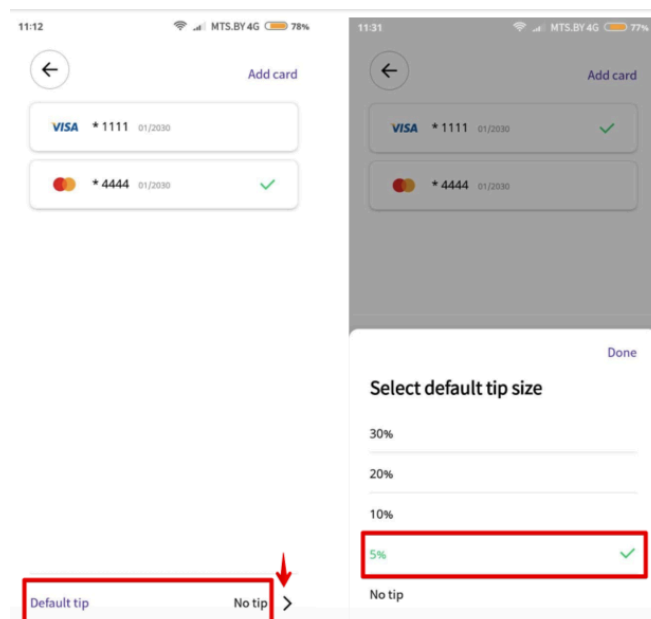 11:12 MTS.BY 4G 78%
Add card
VISA * 1111 01/2030
* 4444 01/2030
Default tip No tip
11:31 MTS.BY 4G 77%
Add card
VISA * 1111 01/2030
* 4444 01/2030
Done
Select default tip size
30%
20%
10%
5%
No tip